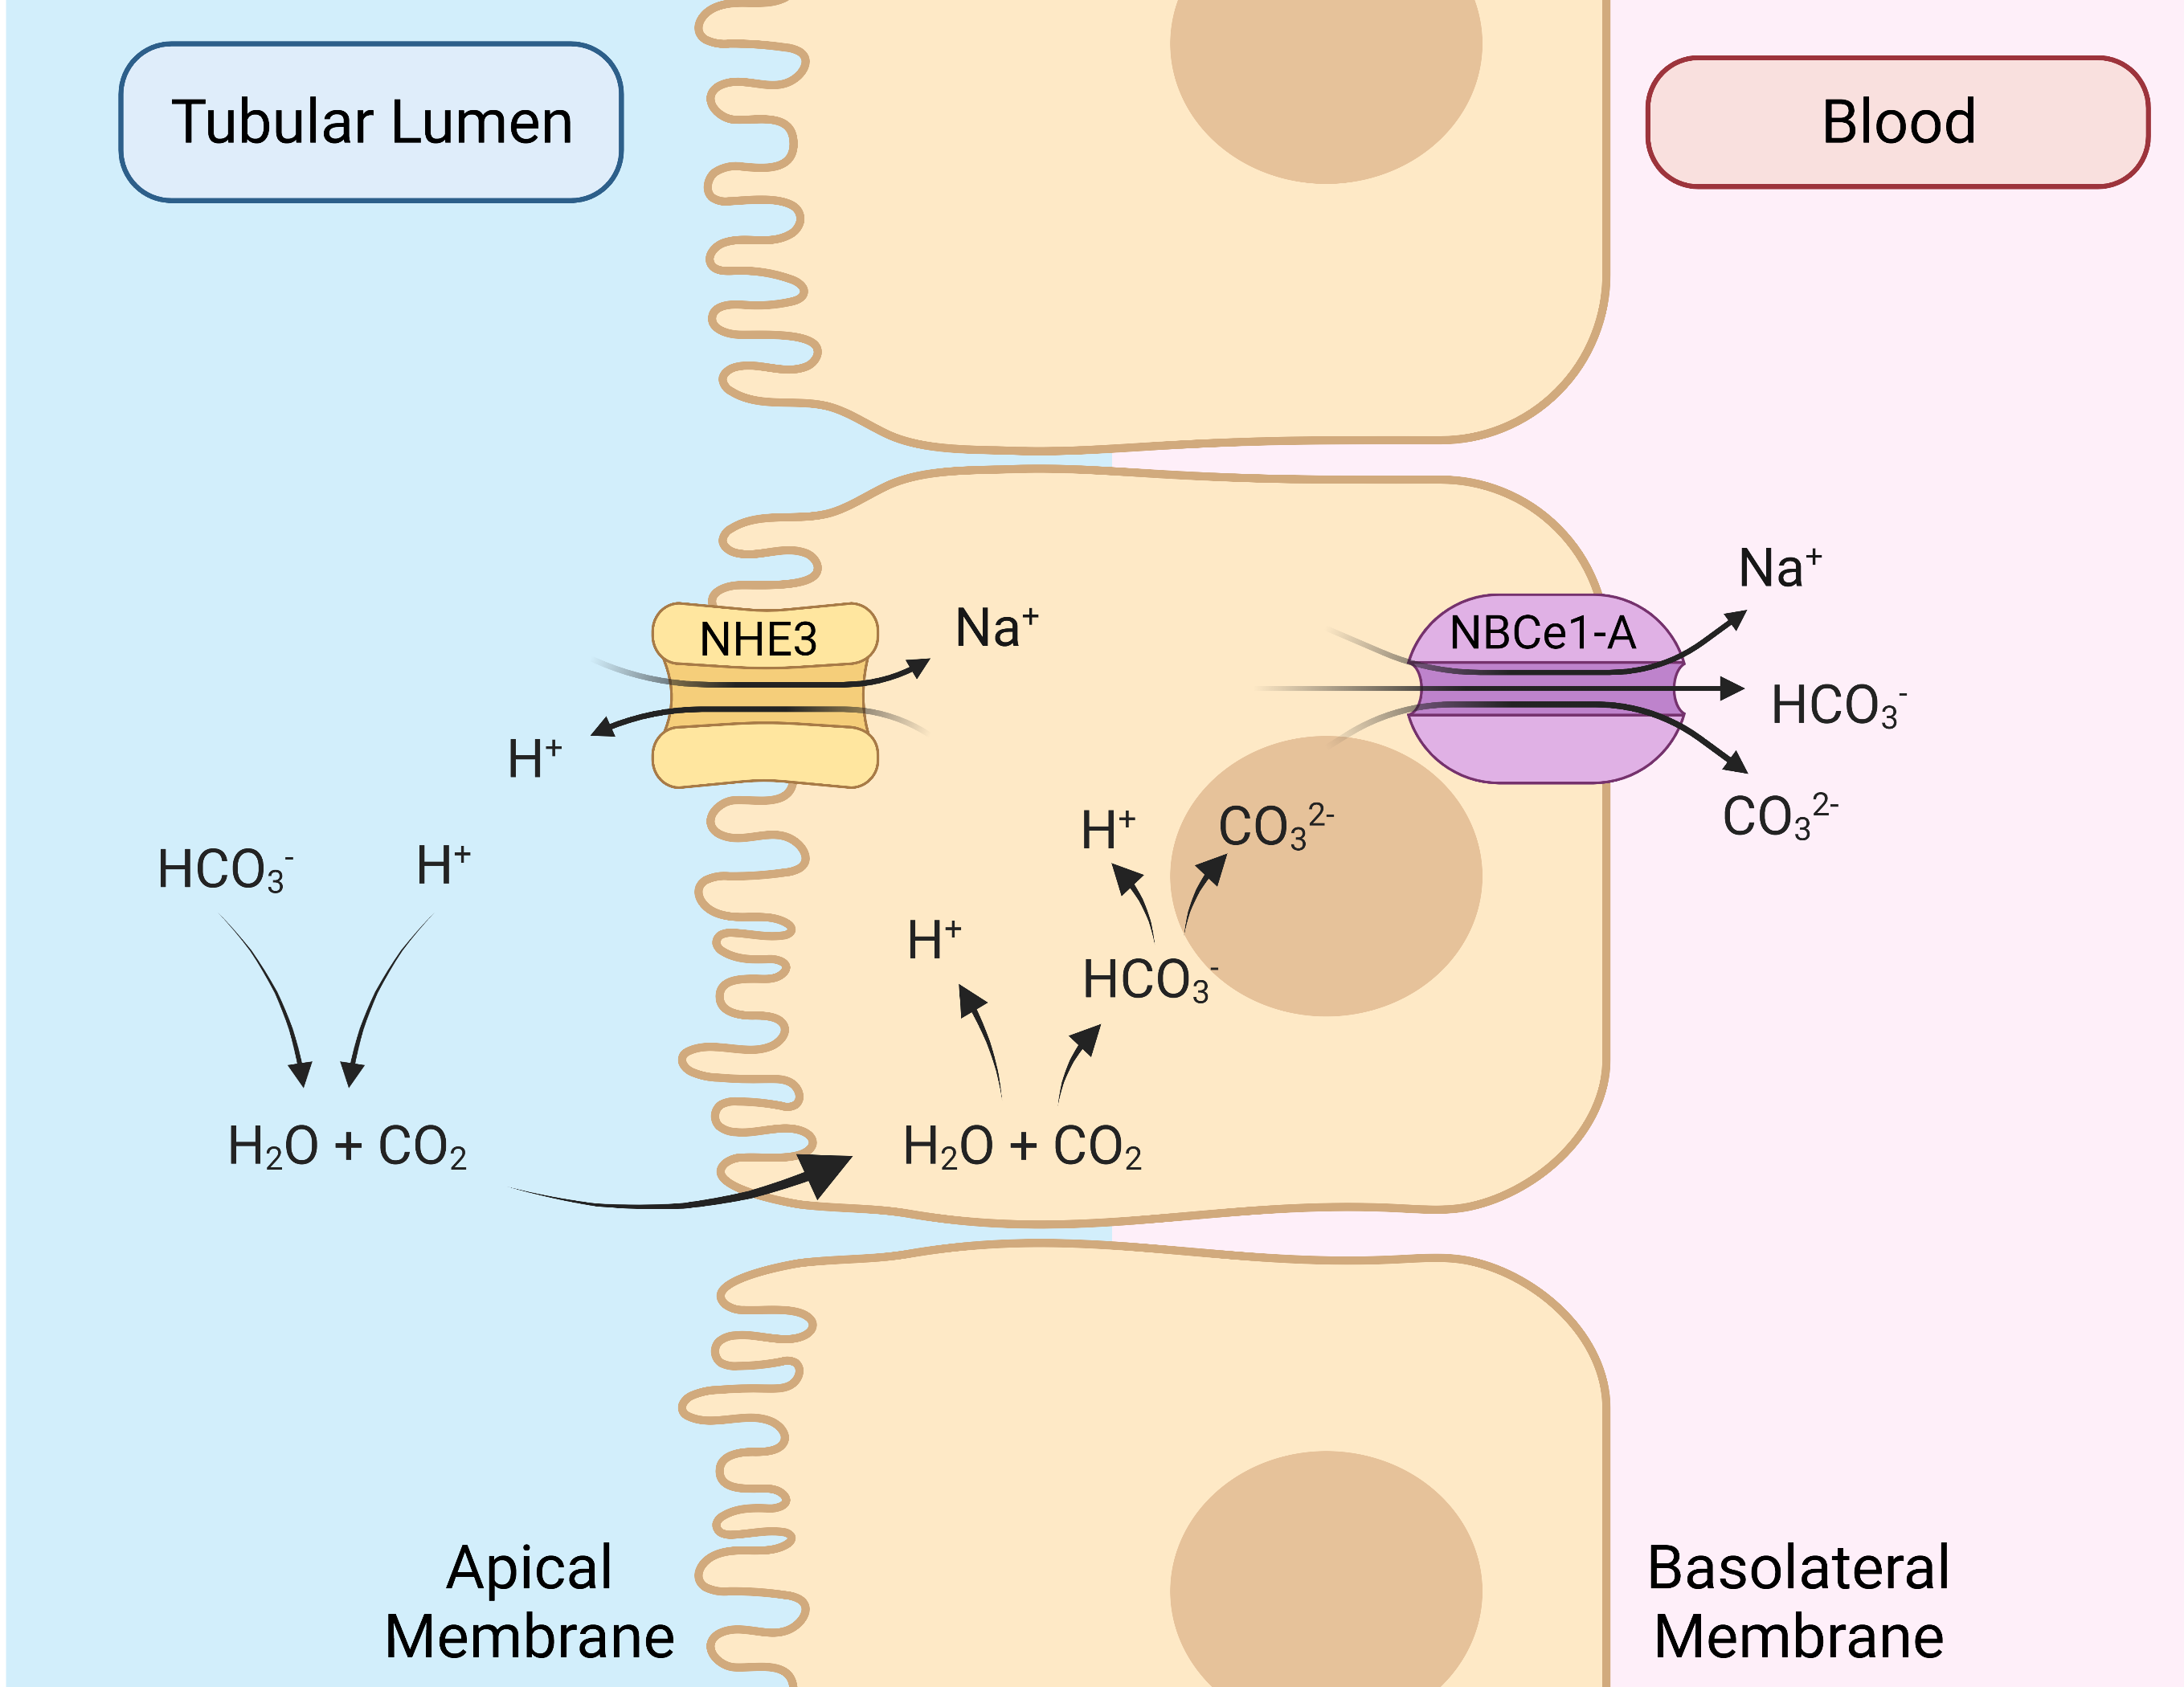 Tubular Lumen
Blood
NHE3
Na⁺
H⁺
NBCe1-A
Na⁺
HCO₃⁻
CO₃²⁻
HCO₃⁻
H⁺
H₂O + CO₂
H⁺
CO₃²⁻
H⁺
HCO₃⁻
H₂O + CO₂
Apical
Membrane
Basolateral
Membrane